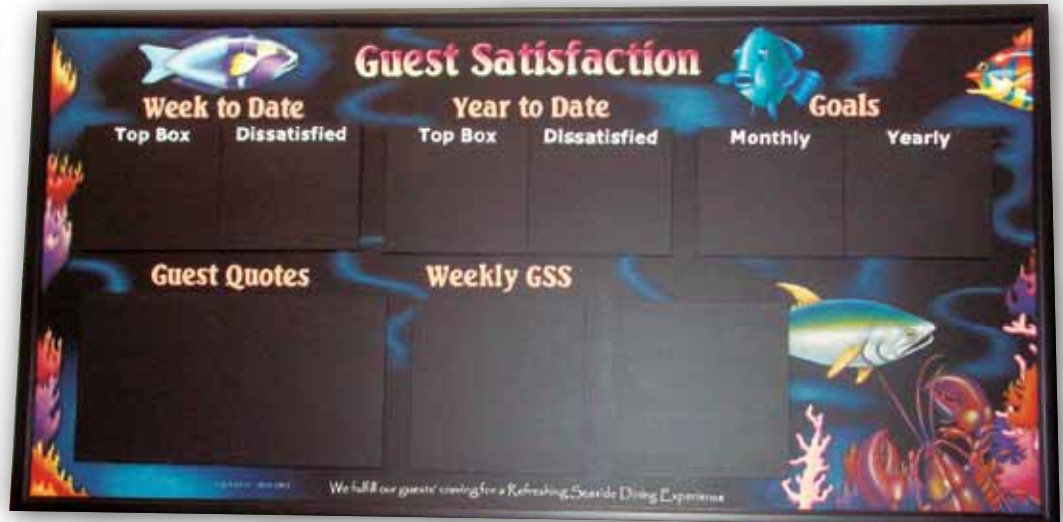 Guest Satisfaction
Week to Date Year to Date Goals
Top Box Dissatisfied Top Box Dissatisfied Monthly Yearly
Guest Quotes Weekly GSS
We fulfill our guests' craving for a Refreshing, Seaside Dining Experience